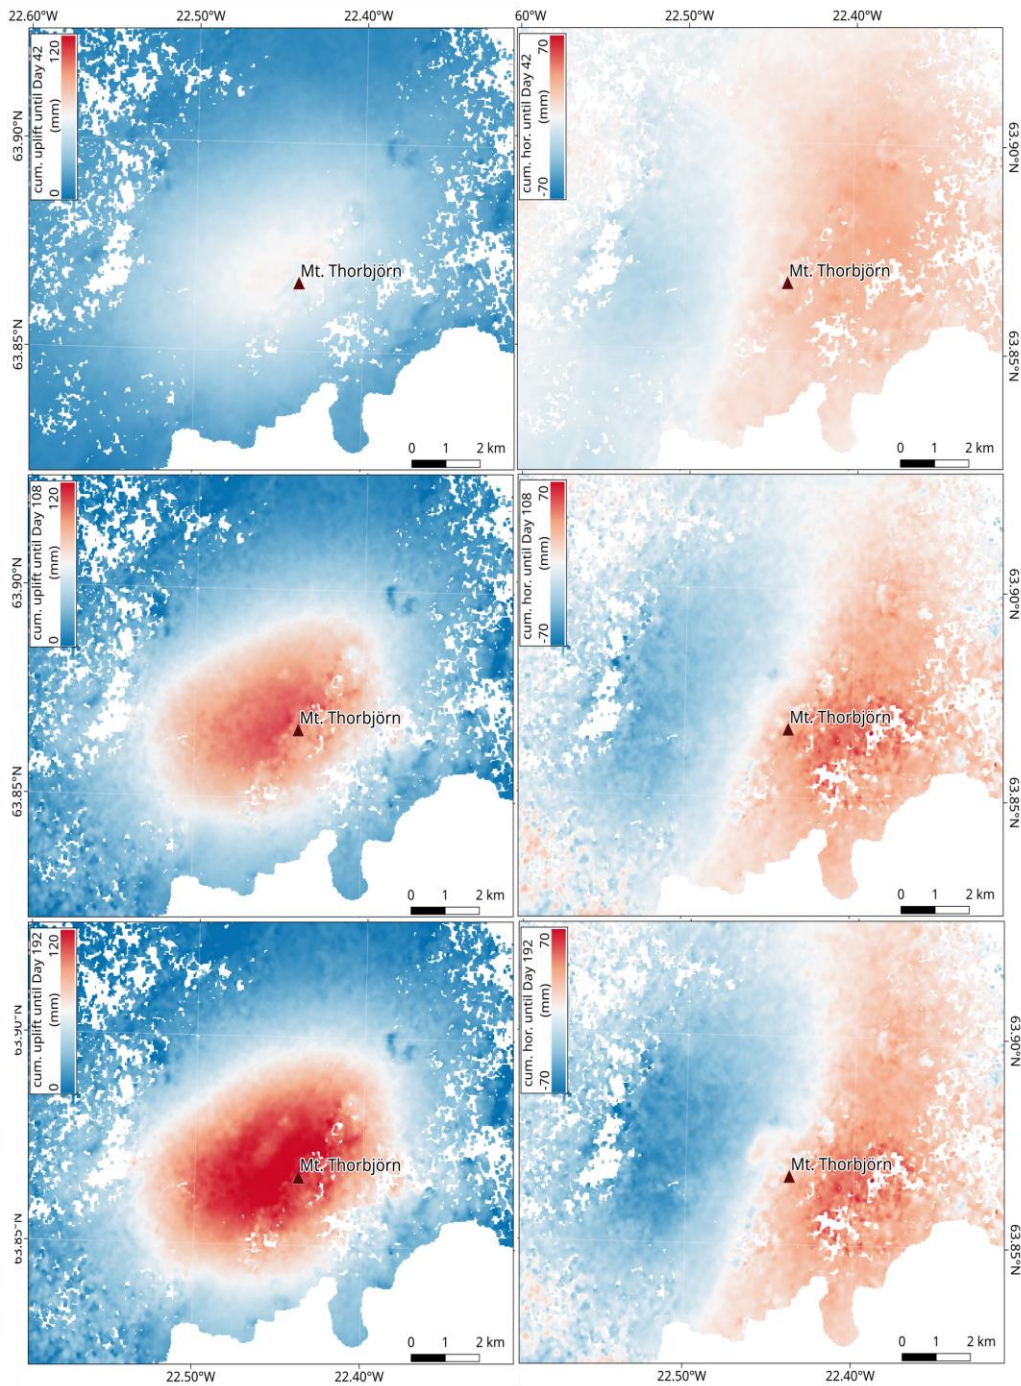 22.60°W 22.50°W 22.40°W
60°W 22.50°W 22.40°W
cum. uplift until Day 42
(mm)
0 120
63.90°N
63.85°N
Mt. Thorbjörn
0 1 2 km
cum. hor. until Day 42
(mm)
-70 70
63.90°N
63.85°N
Mt. Thorbjörn
0 1 2 km
cum. uplift until Day 108
(mm)
0 120
63.90°N
63.85°N
Mt. Thorbjörn
0 1 2 km
cum. hor. until Day 108
(mm)
-70 70
63.90°N
63.85°N
Mt. Thorbjörn
0 1 2 km
cum. uplift until Day 192
(mm)
0 120
63.90°N
63.85°N
Mt. Thorbjörn
0 1 2 km
cum. hor. until Day 192
(mm)
-70 70
63.90°N
63.85°N
Mt. Thorbjörn
0 1 2 km
22.50°W 22.40°W
22.50°W 22.40°W